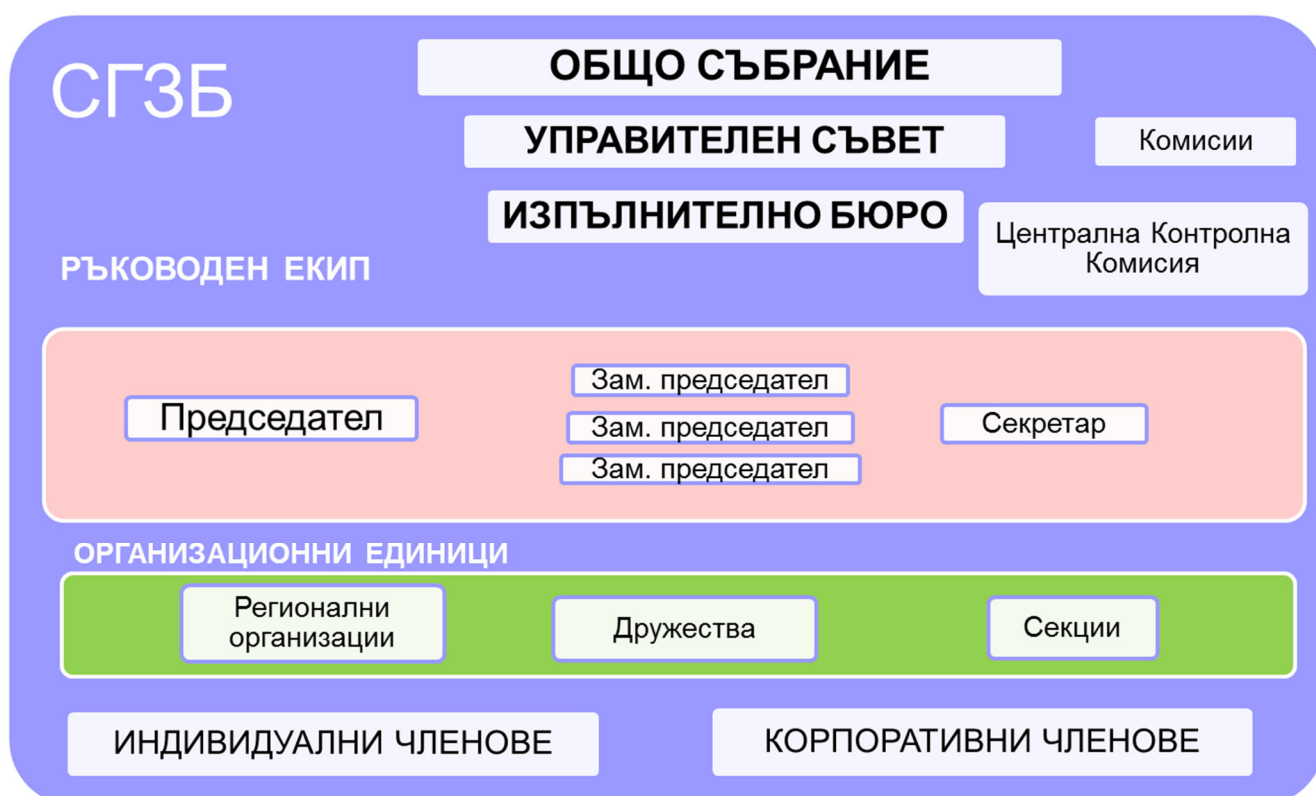 СГЗБ
ОБЩО СЪБРАНИЕ
УПРАВИТЕЛЕН СЪВЕТ
Комисии
ИЗПЪЛНИТЕЛНО БЮРО
Централна Контролна
Комисия
РЪКОВОДЕН ЕКИП
Председател
Зам. председател
Зам. председател
Зам. председател
Секретар
ОРГАНИЗАЦИОННИ ЕДИНИЦИ
Регионални
организации
Дружества
Секции
ИНДИВИДУАЛНИ ЧЛЕНОВЕ
КОРПОРАТИВНИ ЧЛЕНОВЕ